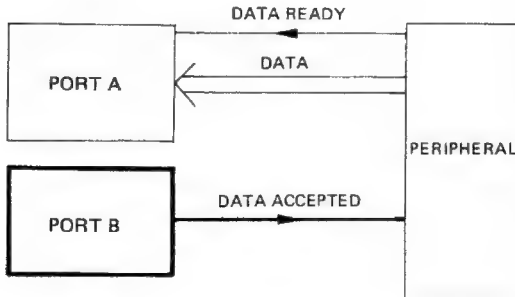 DATA READY
DATA
PORT A
PERIPHERAL
DATA ACCEPTED
PORT B